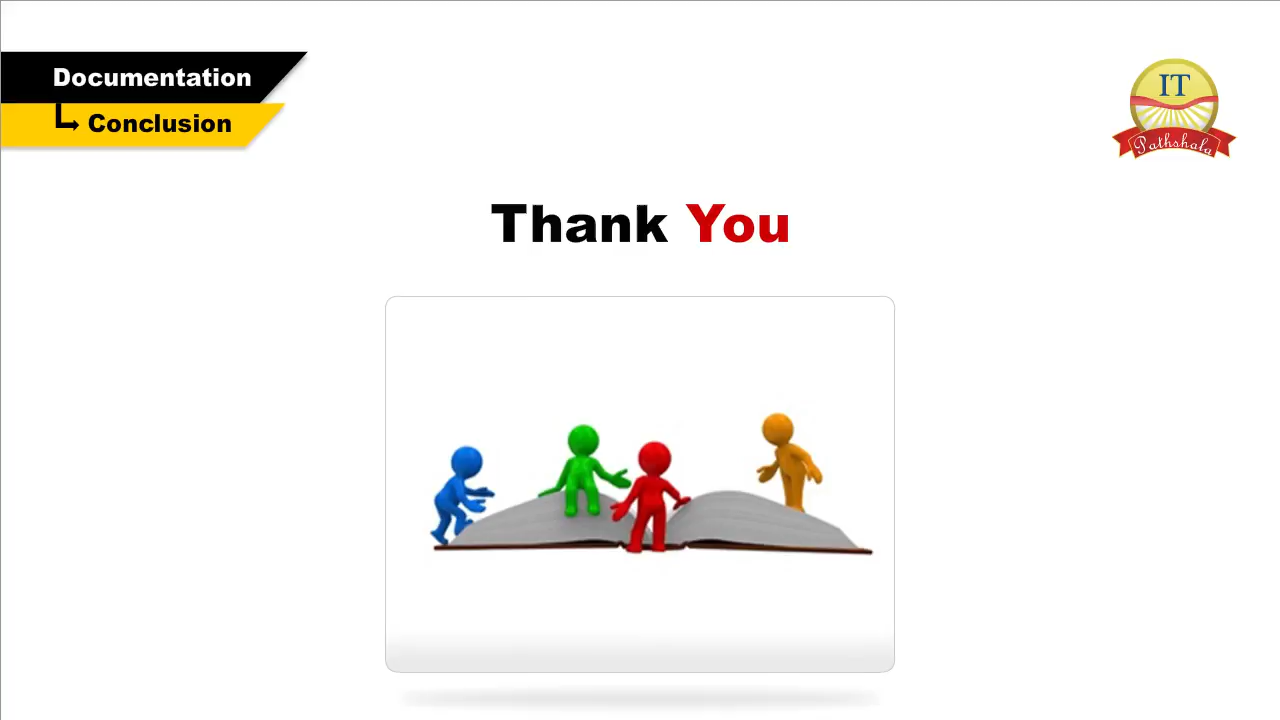 Documentation
Conclusion
IT
Pathshala
Thank You